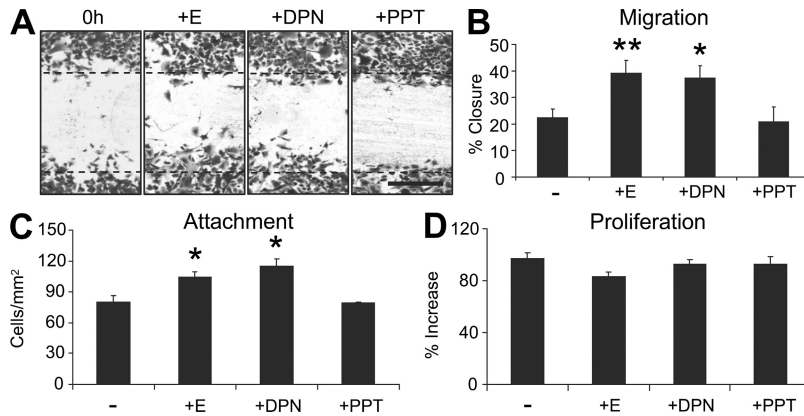 A
0h +E +DPN +PPT
B
Migration
% Closure
50
40
30
20
10
0
** *
- +E +DPN +PPT
C
Attachment
Cells/mm²
150
120
90
60
30
0
* *
- +E +DPN +PPT
D
Proliferation
% Increase
120
80
40
0
- +E +DPN +PPT